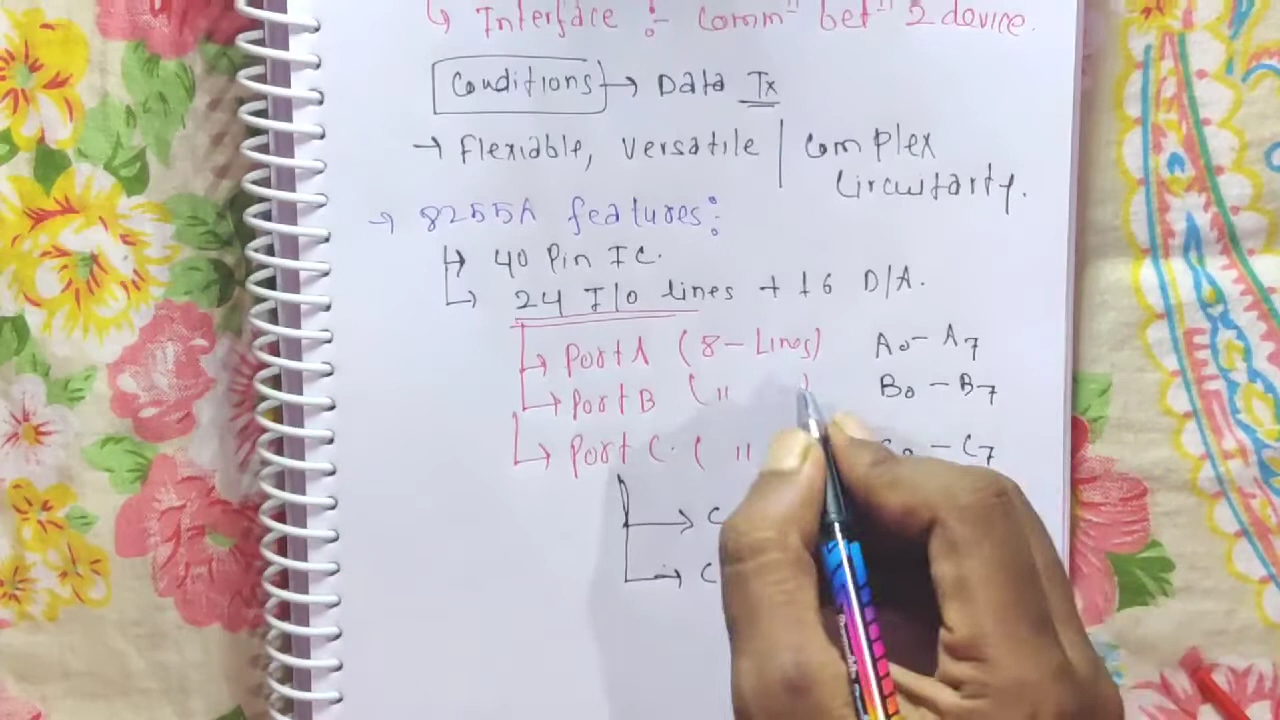 ↳ Interface :- commⁿ betⁿ 2 device.
Conditions → Data Tx
→ flexiable, versatile | complex
circuitarty.
→ 8255A features:
↳ 40 Pin IC.
↳ 24 I/O lines + 16 D/A.
↳ Port A (8-Lines) A0 - A7
↳ Port B ( " ) B0 - B7
↳ Port C. ( " - C7
→ C
→ C